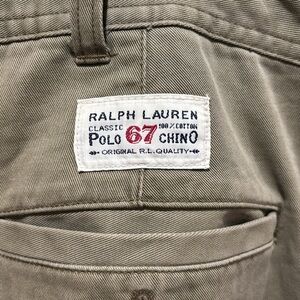 RALPH LAUREN
CLASSIC 67 100% COTTON
POLO CHINO
ORIGINAL R.L. QUALITY